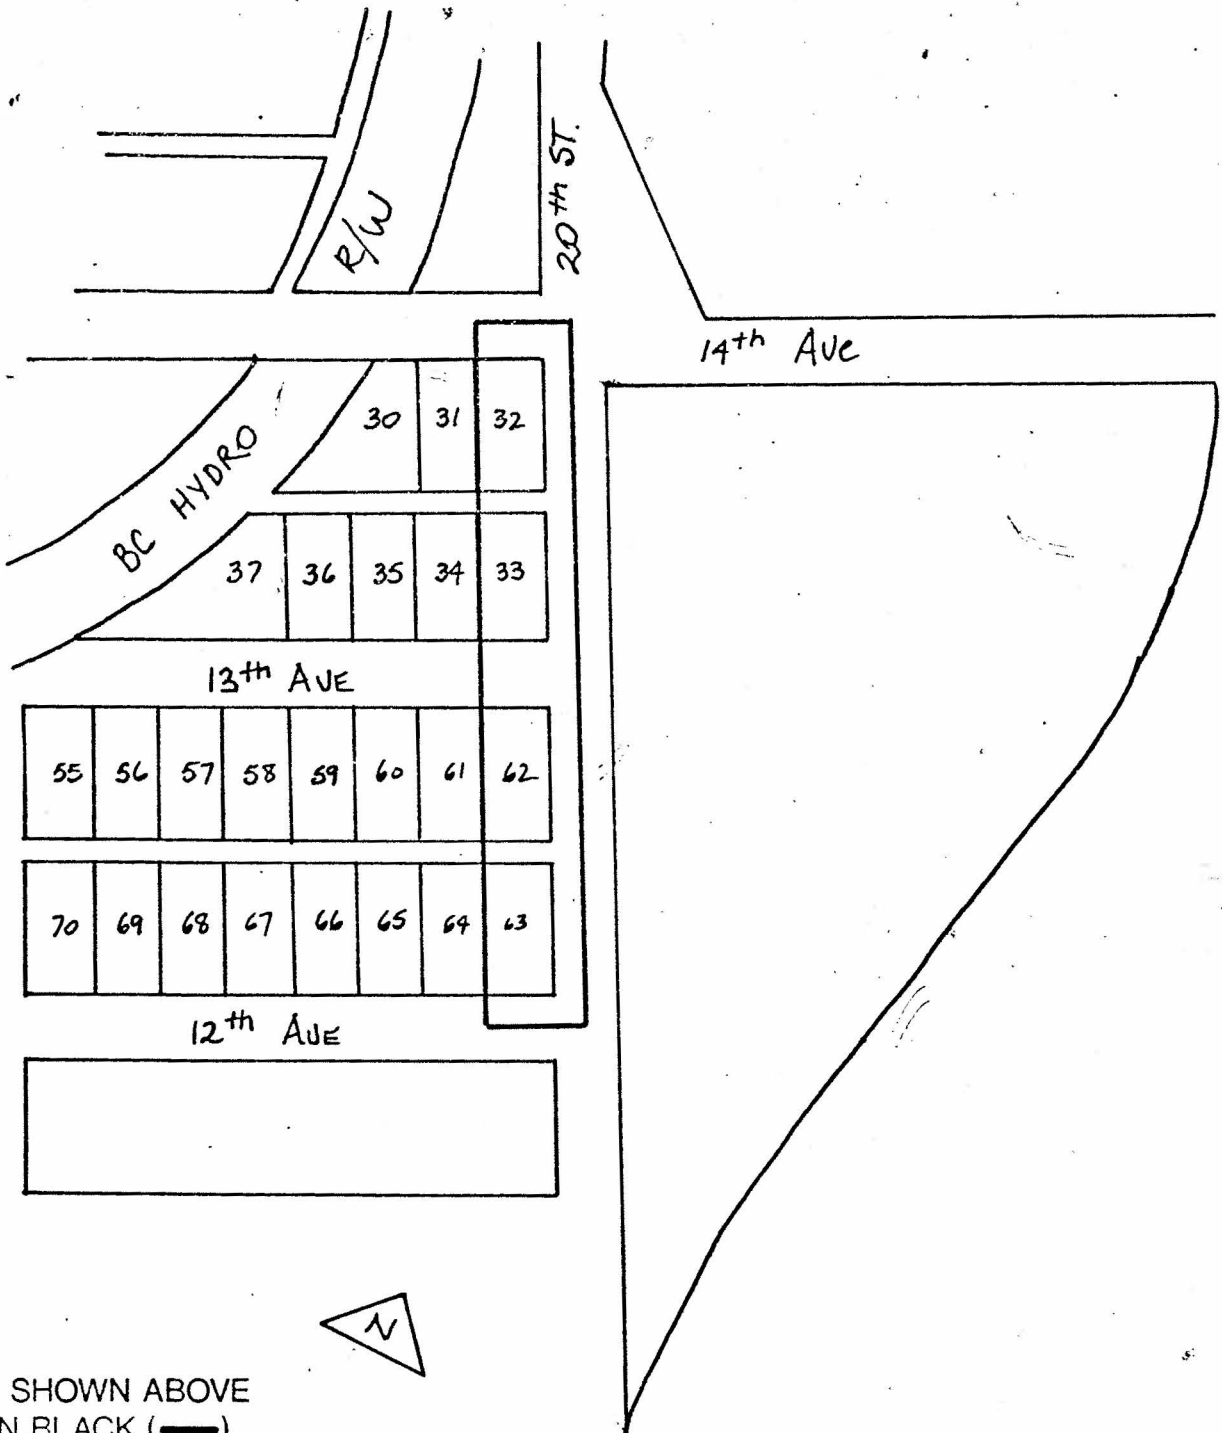 20th ST.
R/W
14th Ave
30 31 32
BC HYDRO
37 36 35 34 33
13th AVE
55 56 57 58 59 60 61 62
70 69 68 67 66 65 64 63
12th AVE
N
SHOWN ABOVE
N BLACK (▬)